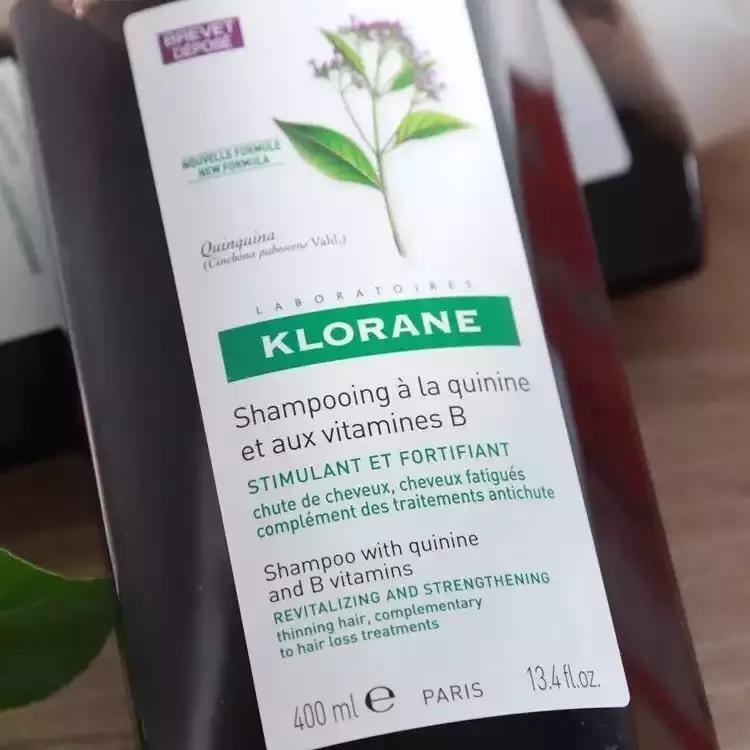 BREVET
DÉPOSÉ
NOUVELLE FORMULE
NEW FORMULA
Quinquina
(Cinchona pubescens Vahl.)
LABORATOIRES
KLORANE
Shampooing à la quinine
et aux vitamines B
STIMULANT ET FORTIFIANT
chute de cheveux, cheveux fatigués
complément des traitements antichute
Shampoo with quinine
and B vitamins
REVITALIZING AND STRENGTHENING
thinning hair, complementary
to hair loss treatments
400 ml ℮ PARIS 13.4 fl.oz.